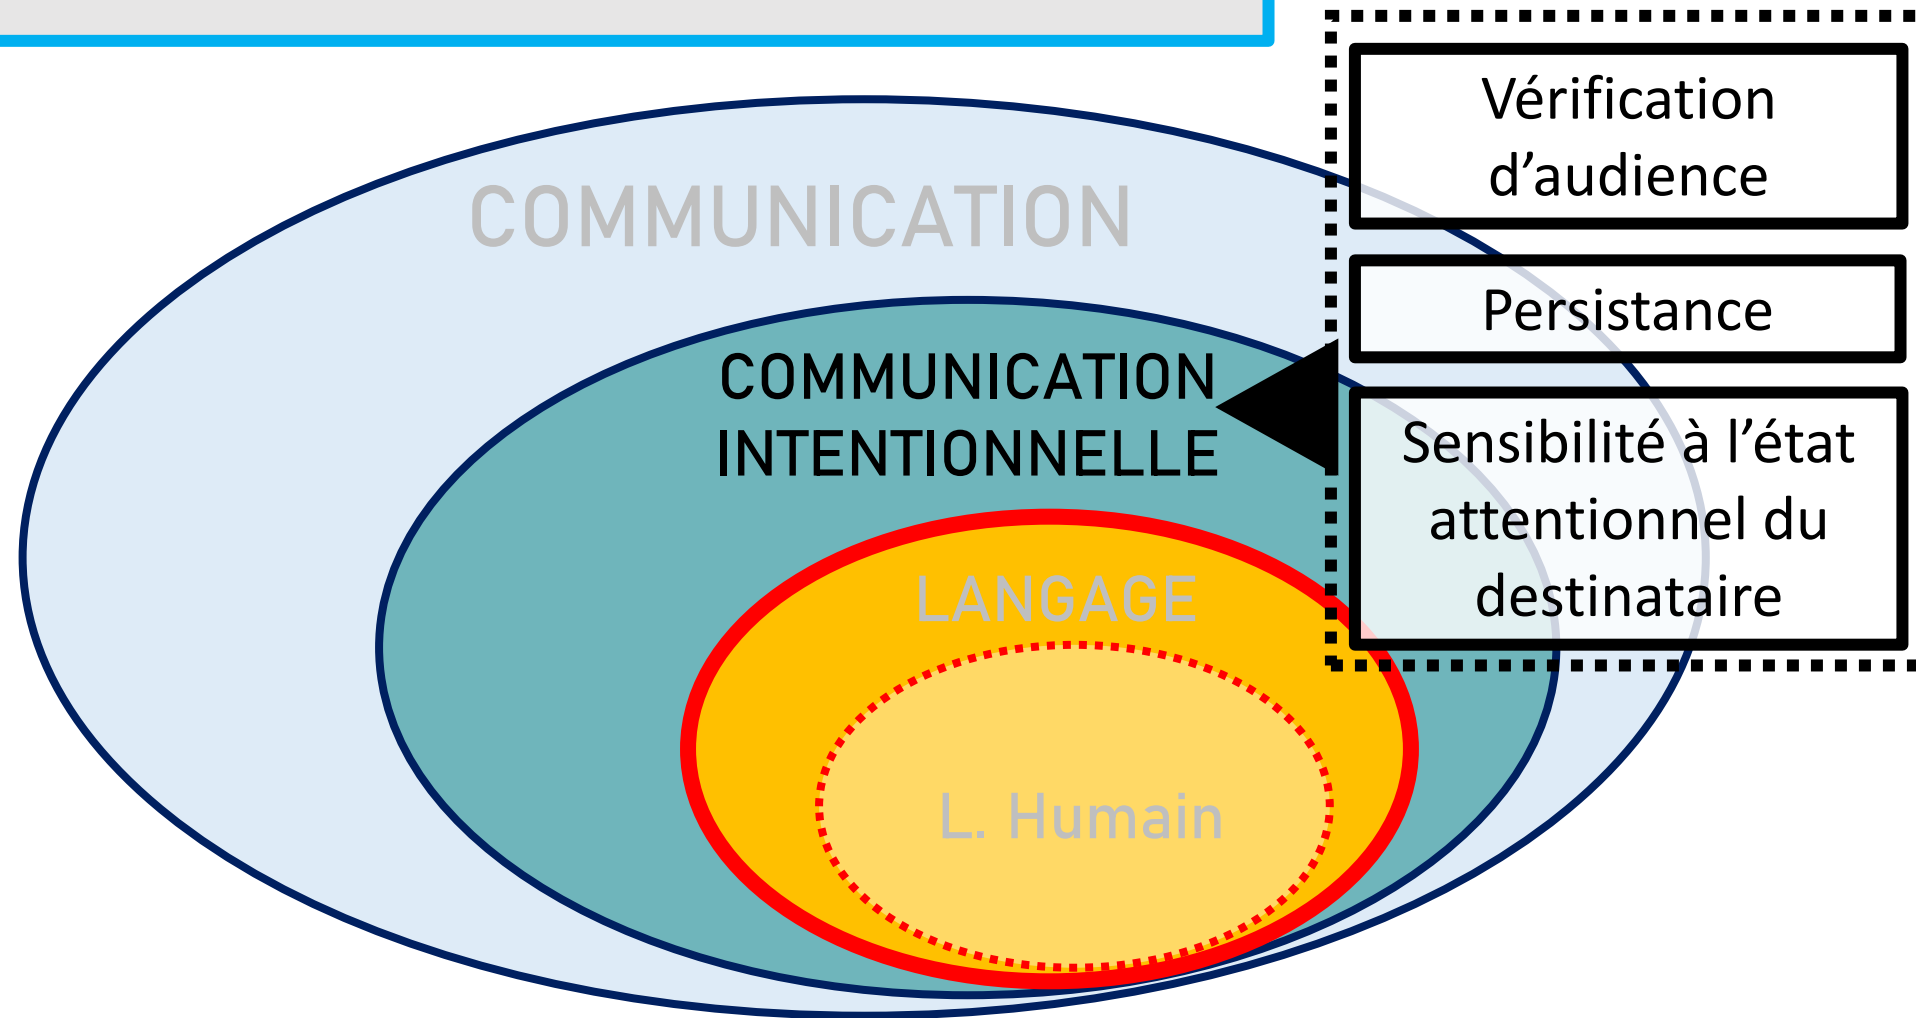 COMMUNICATION
COMMUNICATION
INTENTIONNELLE
LANGAGE
L. Humain
Vérification
d’audience
Persistance
Sensibilité à l’état
attentionnel du
destinataire